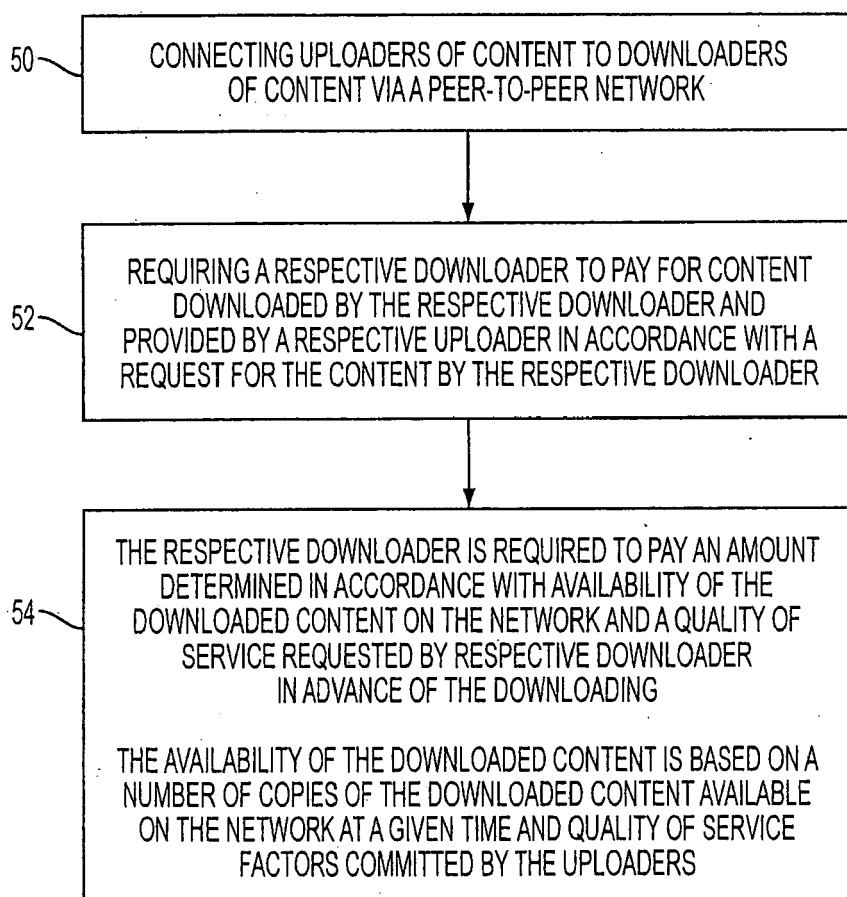 50
CONNECTING UPLOADERS OF CONTENT TO DOWNLOADERS
OF CONTENT VIA A PEER-TO-PEER NETWORK
52
REQUIRING A RESPECTIVE DOWNLOADER TO PAY FOR CONTENT
DOWNLOADED BY THE RESPECTIVE DOWNLOADER AND
PROVIDED BY A RESPECTIVE UPLOADER IN ACCORDANCE WITH A
REQUEST FOR THE CONTENT BY THE RESPECTIVE DOWNLOADER
54
THE RESPECTIVE DOWNLOADER IS REQUIRED TO PAY AN AMOUNT
DETERMINED IN ACCORDANCE WITH AVAILABILITY OF THE
DOWNLOADED CONTENT ON THE NETWORK AND A QUALITY OF
SERVICE REQUESTED BY RESPECTIVE DOWNLOADER
IN ADVANCE OF THE DOWNLOADING
THE AVAILABILITY OF THE DOWNLOADED CONTENT IS BASED ON A
NUMBER OF COPIES OF THE DOWNLOADED CONTENT AVAILABLE
ON THE NETWORK AT A GIVEN TIME AND QUALITY OF SERVICE
FACTORS COMMITTED BY THE UPLOADERS